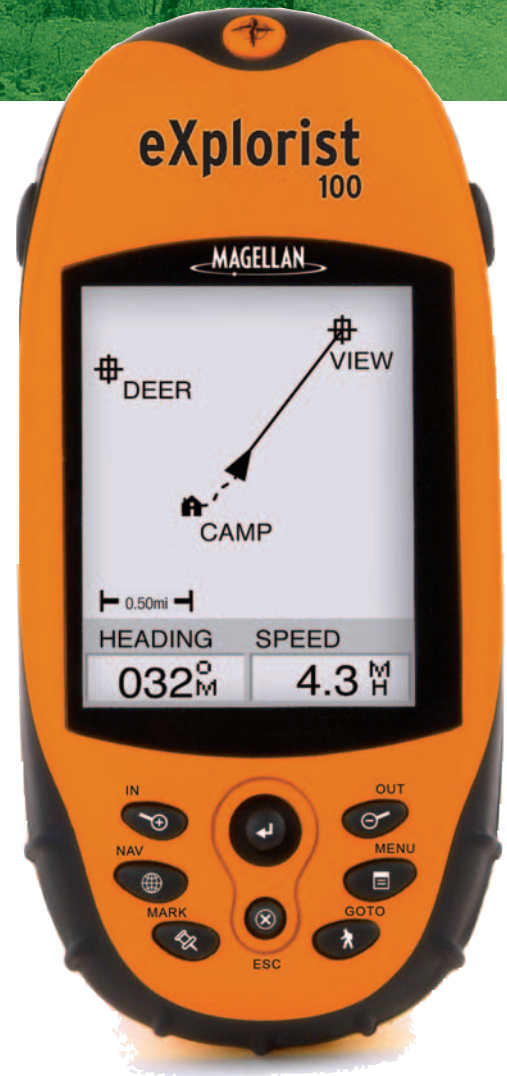 eXplorist
100
MAGELLAN
VIEW
DEER
CAMP
0.50mi
HEADING SPEED
032°M 4.3 MH
IN OUT
NAV MENU
MARK GOTO
ESC